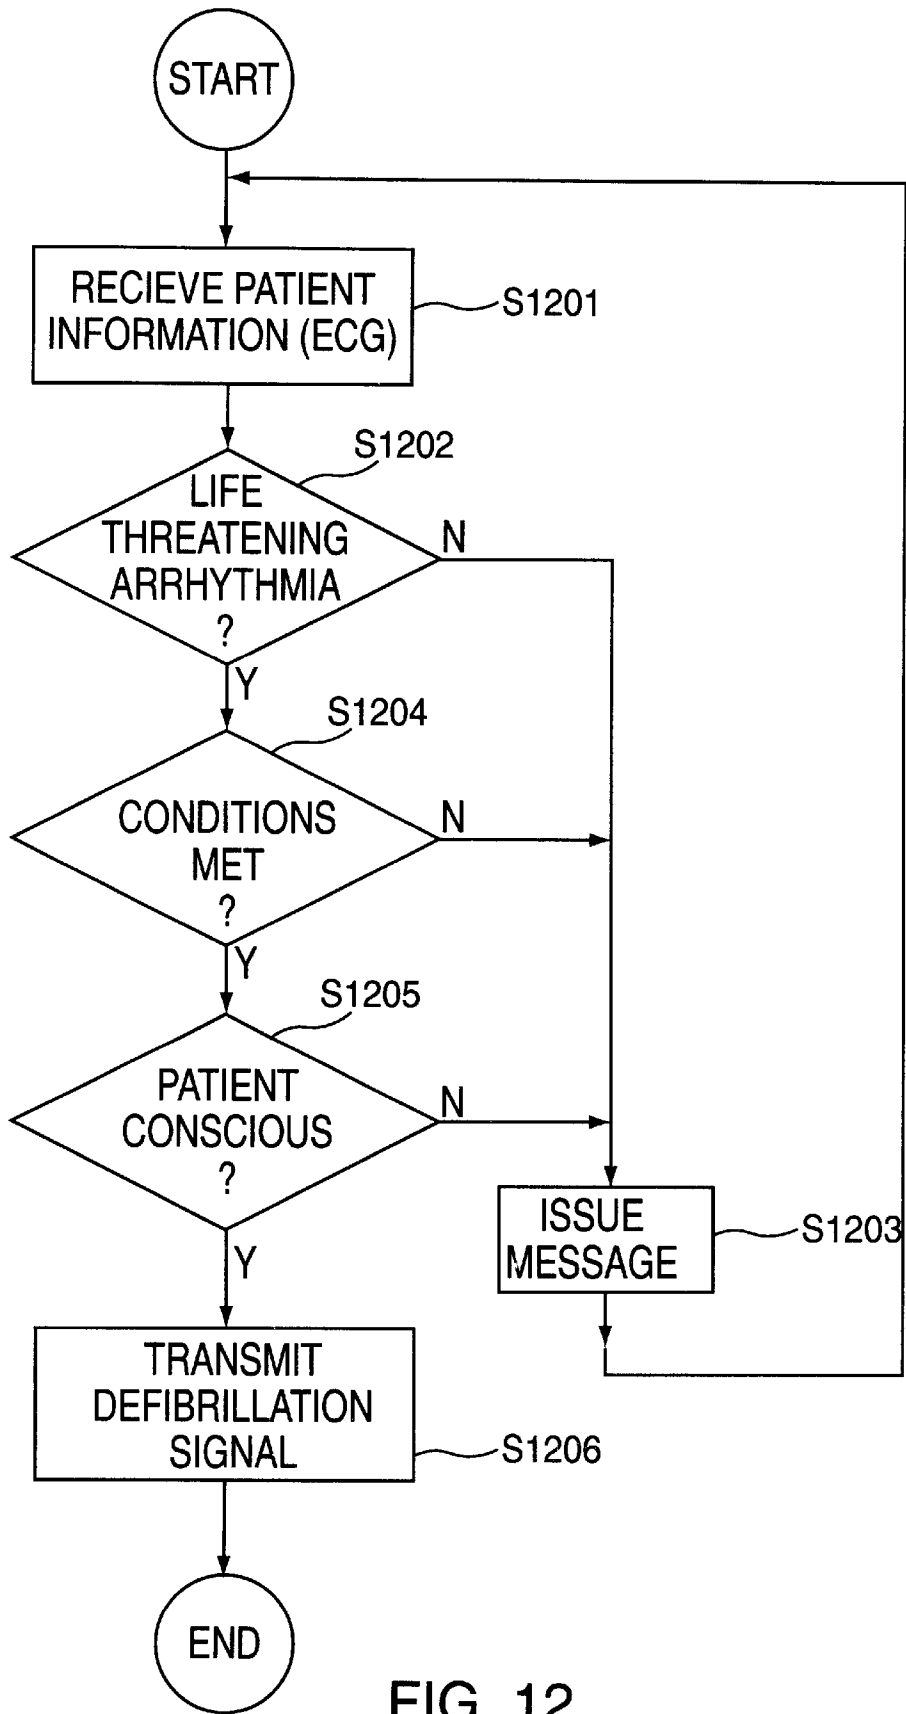 START
RECIEVE PATIENT
INFORMATION (ECG)
S1201
S1202
LIFE
THREATENING
ARRHYTHMIA
?
N
Y
S1204
CONDITIONS
MET
?
N
Y
S1205
PATIENT
CONSCIOUS
?
N
Y
ISSUE
MESSAGE
S1203
TRANSMIT
DEFIBRILLATION
SIGNAL
S1206
END
FIG. 12